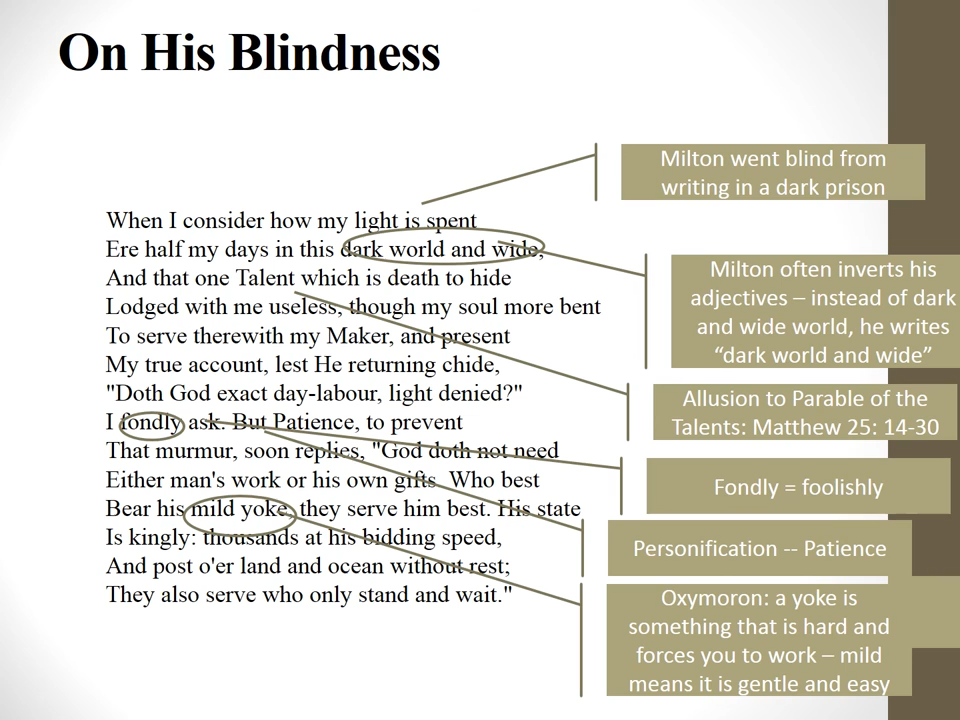 On His Blindness
When I consider how my light is spent
Ere half my days in this dark world and wide,
And that one Talent which is death to hide
Lodged with me useless, though my soul more bent
To serve therewith my Maker, and present
My true account, lest He returning chide,
"Doth God exact day-labour, light denied?"
I fondly ask. But Patience, to prevent
That murmur, soon replies, "God doth not need
Either man's work or his own gifts. Who best
Bear his mild yoke, they serve him best. His state
Is kingly: thousands at his bidding speed,
And post o'er land and ocean without rest;
They also serve who only stand and wait."
Milton went blind from
writing in a dark prison
Milton often inverts his
adjectives – instead of dark
and wide world, he writes
“dark world and wide”
Allusion to Parable of the
Talents: Matthew 25: 14-30
Fondly = foolishly
Personification -- Patience
Oxymoron: a yoke is
something that is hard and
forces you to work – mild
means it is gentle and easy